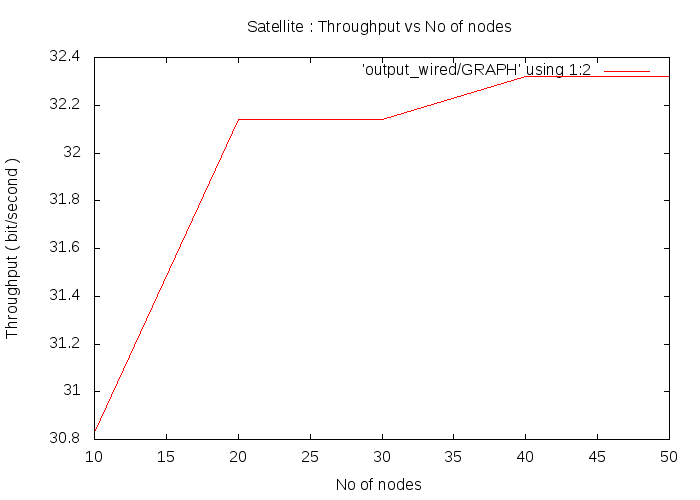 Satellite : Throughput vs No of nodes
'output_wired/GRAPH' using 1:2
32.4
32.2
32
31.8
31.6
31.4
31.2
31
30.8
Throughput ( bit/second )
10 15 20 25 30 35 40 45 50
No of nodes